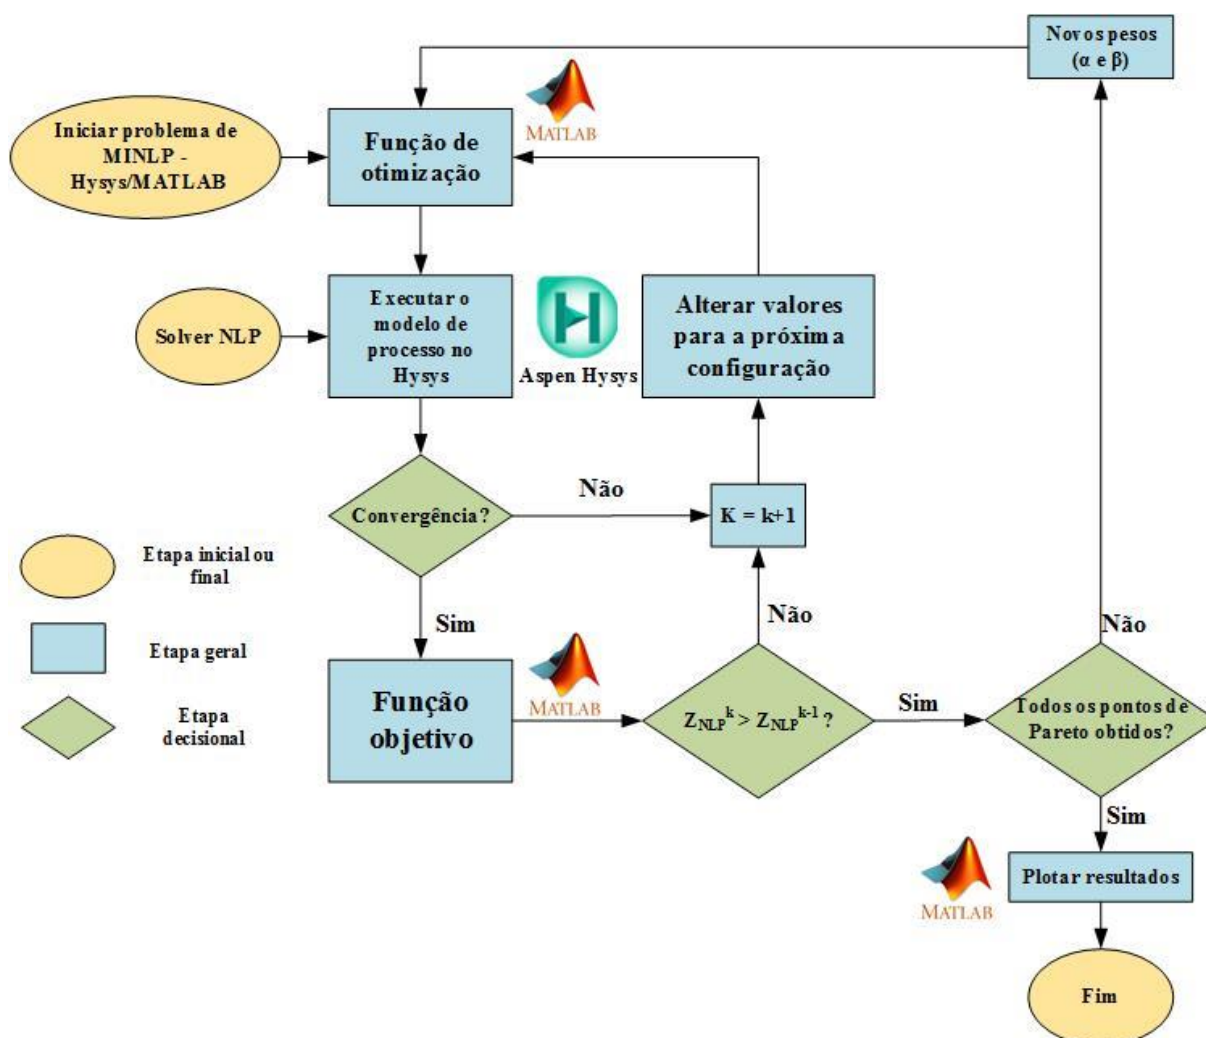 Novos pesos
(α e β)
MATLAB
Iniciar problema de
MINLP -
Hysys/MATLAB
Função de
otimização
Solver NLP
Executar o
modelo de
processo no
Hysys
Aspen Hysys
Alterar valores
para a próxima
configuração
Convergência?
Não
K = k+1
Etapa inicial ou
final
Sim
Não
Não
Etapa geral
Função
objetivo
MATLAB
Z_NLP^k > Z_NLP^k-1 ?
Sim
Todos os pontos de
Pareto obtidos?
Etapa
decisional
Sim
MATLAB
Plotar resultados
Fim